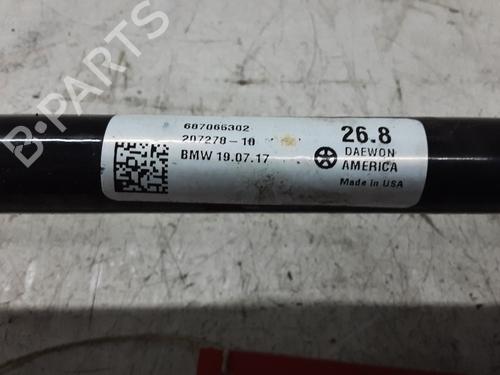 687066302
207270-10
BMW 19.07.17
26.8
DAEWON
AMERICA
Made in USA
B-PARTS